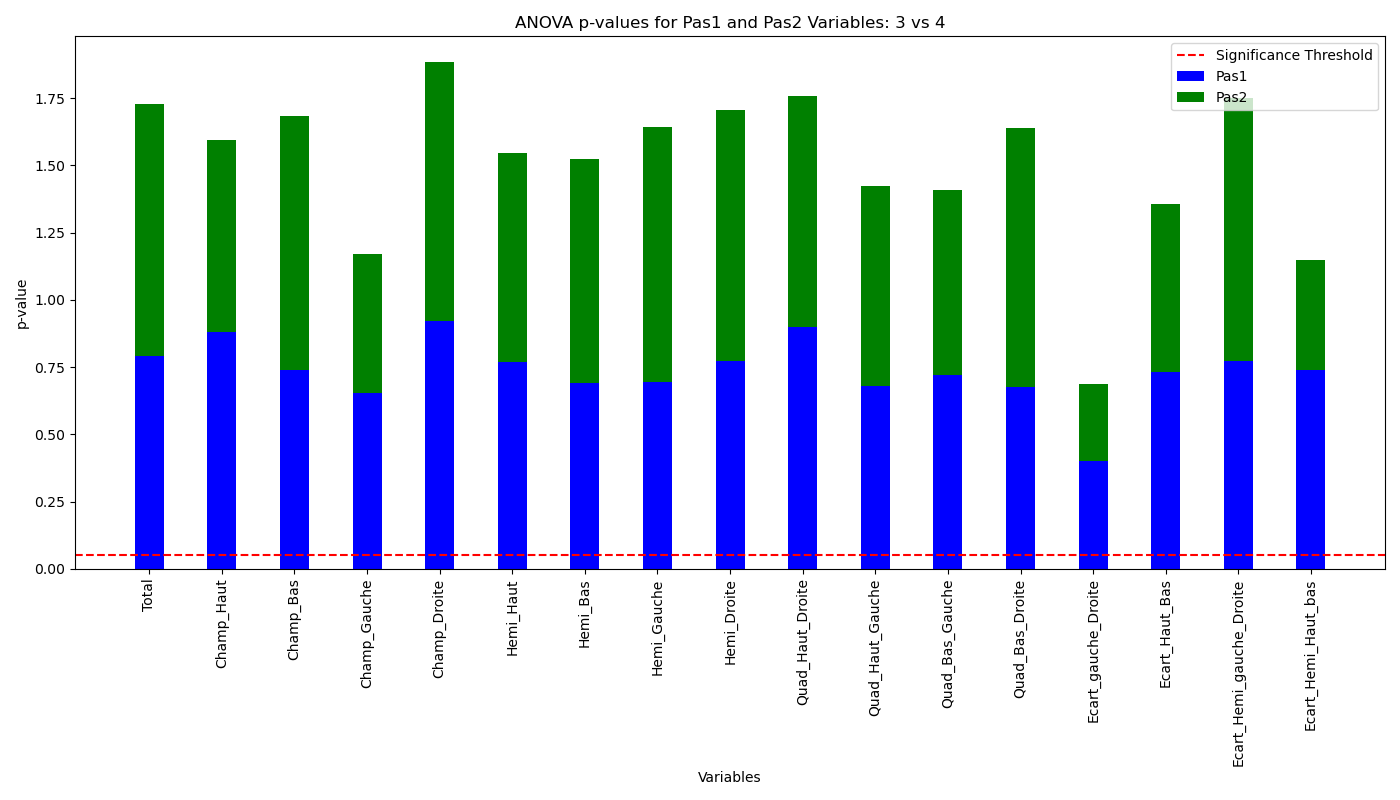 ANOVA p-values for Pas1 and Pas2 Variables: 3 vs 4
Significance Threshold
Pas1
Pas2
p-value
1.75
1.50
1.25
1.00
0.75
0.50
0.25
0.00
Total
Champ_Haut
Champ_Bas
Champ_Gauche
Champ_Droite
Hemi_Haut
Hemi_Bas
Hemi_Gauche
Hemi_Droite
Quad_Haut_Droite
Quad_Haut_Gauche
Quad_Bas_Gauche
Quad_Bas_Droite
Ecart_gauche_Droite
Ecart_Haut_Bas
Ecart_Hemi_gauche_Droite
Ecart_Hemi_Haut_bas
Variables